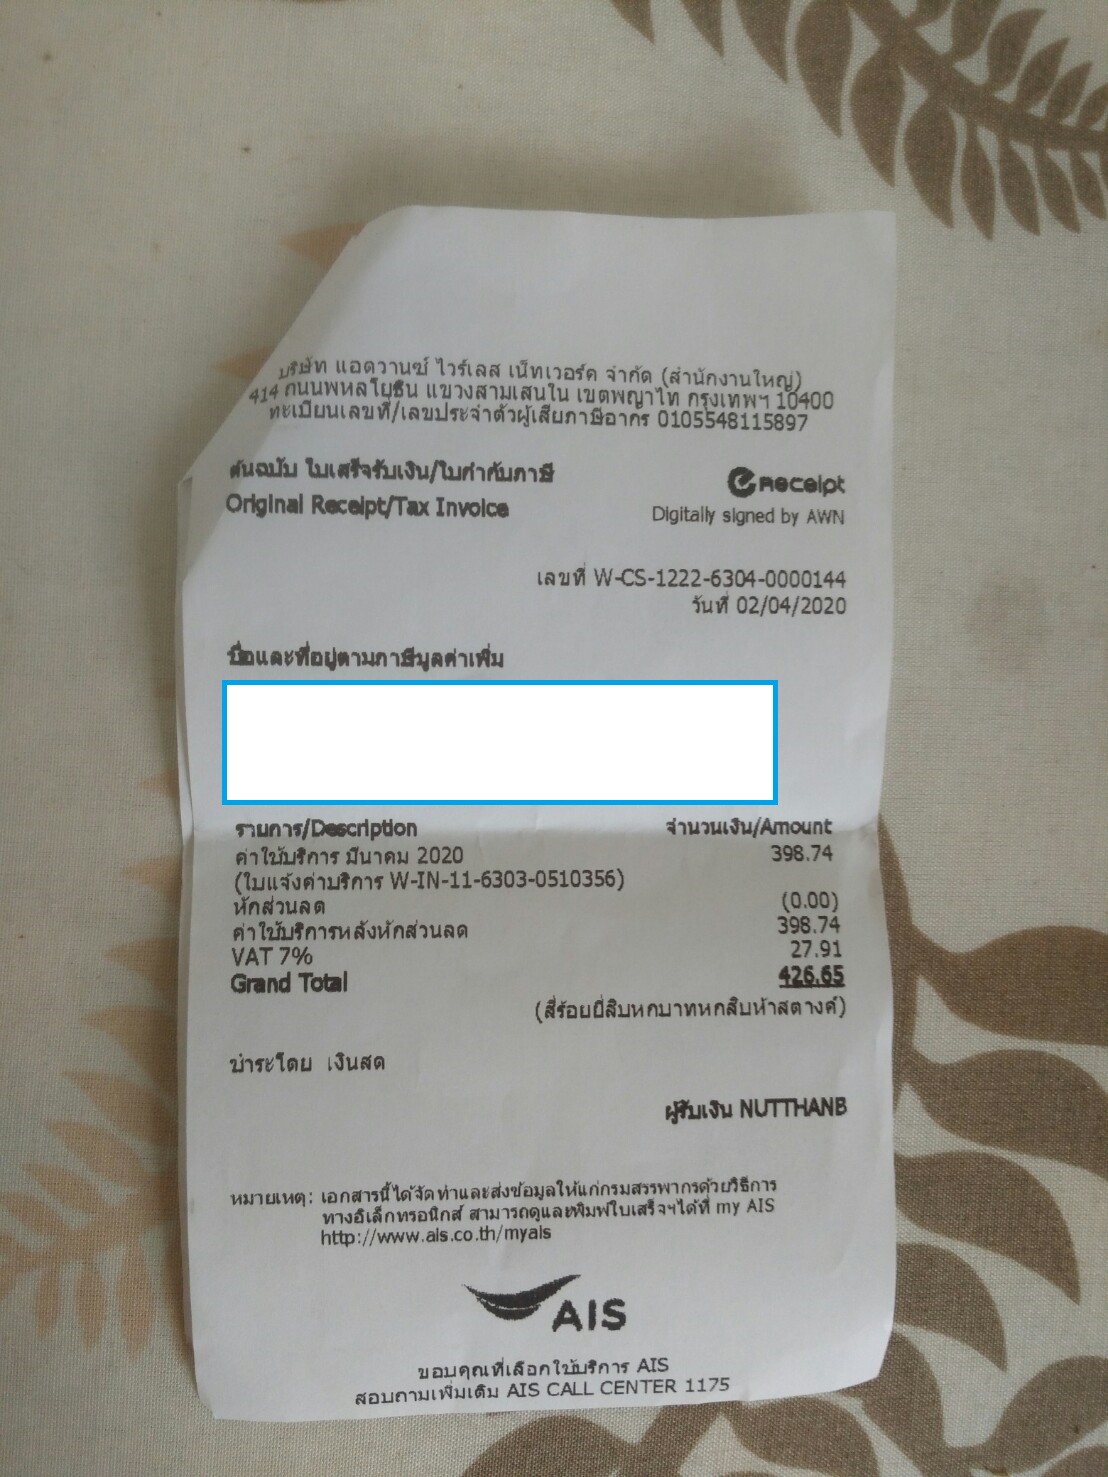 บริษัท แอดวานซ์ ไวร์เลส เน็ทเวอร์ค จำกัด (สำนักงานใหญ่)
414 ถนนพหลโยธิน แขวงสามเสนใน เขตพญาไท กรุงเทพฯ 10400
ทะเบียนเลขที่/เลขประจำตัวผู้เสียภาษีอากร 0105548115897
ต้นฉบับ ใบเสร็จรับเงิน/ใบกำกับภาษี
Original Receipt/Tax Invoice
e Receipt
Digitally signed by AWN
เลขที่ W-CS-1222-6304-0000144
วันที่ 02/04/2020
ชื่อและที่อยู่ตามภาษีมูลค่าเพิ่ม
รายการ/Description จำนวนเงิน/Amount
ค่าใช้บริการ มีนาคม 2020 398.74
(ใบแจ้งค่าบริการ W-IN-11-6303-0510356)
หักส่วนลด (0.00)
ค่าใช้บริการหลังหักส่วนลด 398.74
VAT 7% 27.91
Grand Total 426.65
(สี่ร้อยยี่สิบหกบาทหกสิบห้าสตางค์)
ชำระโดย เงินสด
ผู้รับเงิน NUTTHANB
หมายเหตุ: เอกสารนี้ได้จัดทำและส่งข้อมูลให้แก่กรมสรรพากรด้วยวิธีการ
ทางอิเล็กทรอนิกส์ สามารถดูและพิมพ์ใบเสร็จฯได้ที่ my AIS
http://www.ais.co.th/myais
AIS
ขอบคุณที่เลือกใช้บริการ AIS
สอบถามเพิ่มเติม AIS CALL CENTER 1175